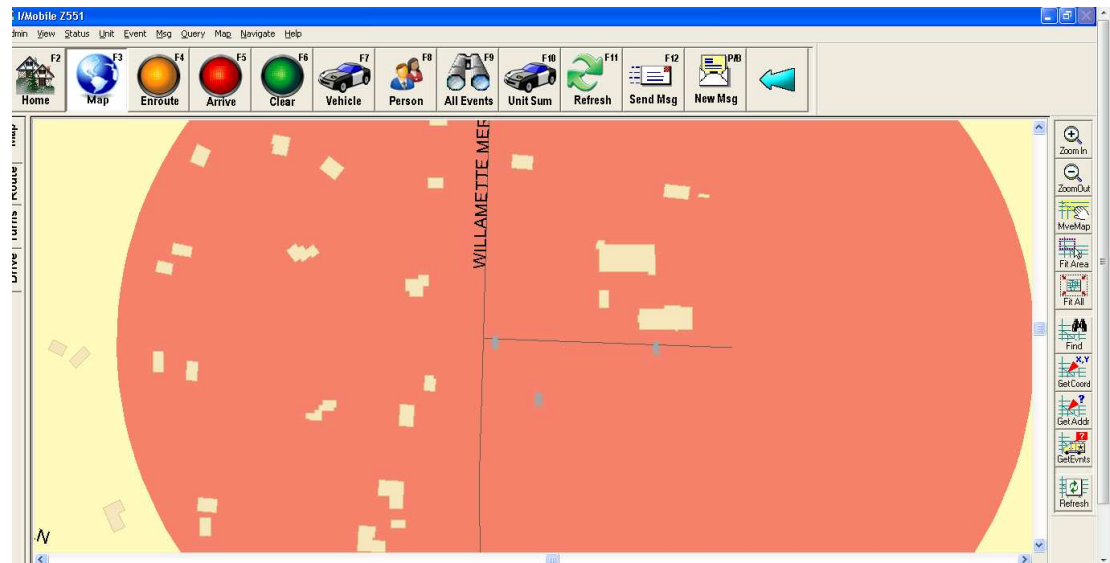 I/Mobile Z551
dmin View Status Unit Event Msg Query Map Navigate Help
F2 F3 F4 F5 F6 F7 F8 F9 F10 F11 F12 P/B
Home Map Enroute Arrive Clear Vehicle Person All Events Unit Sum Refresh Send Msg New Msg
Map
Route
Turns
Drive
WILLAMETTE MER
N
Zoom In
ZoomOut
MveMap
Fit Area
Fit All
Find
X,Y
GetCoord
?
GetAddr
?
GetEvnts
Refresh